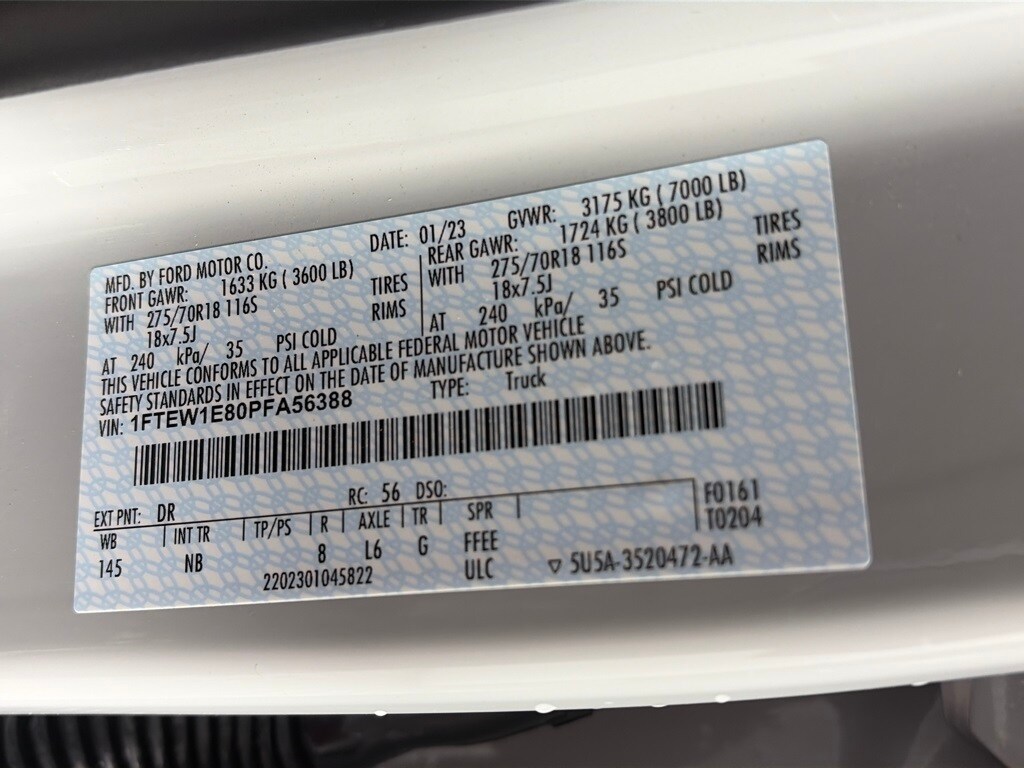 MFD. BY FORD MOTOR CO. DATE: 01/23 GVWR: 3175 KG ( 7000 LB)
FRONT GAWR: 1633 KG ( 3600 LB) REAR GAWR: 1724 KG ( 3800 LB)
WITH 275/70R18 116S TIRES WITH 275/70R18 116S TIRES
18x7.5J RIMS 18x7.5J RIMS
AT 240 kPa/ 35 PSI COLD AT 240 kPa/ 35 PSI COLD
THIS VEHICLE CONFORMS TO ALL APPLICABLE FEDERAL MOTOR VEHICLE
SAFETY STANDARDS IN EFFECT ON THE DATE OF MANUFACTURE SHOWN ABOVE.
VIN: 1FTEW1E80PFA56388 TYPE: Truck
EXT PNT: DR RC: 56 DSO:
WB INT TR TP/PS R AXLE TR SPR F0161
T0204
145 NB 8 L6 G FFEE
2202301045822 ULC ▽ 5U5A-3520472-AA